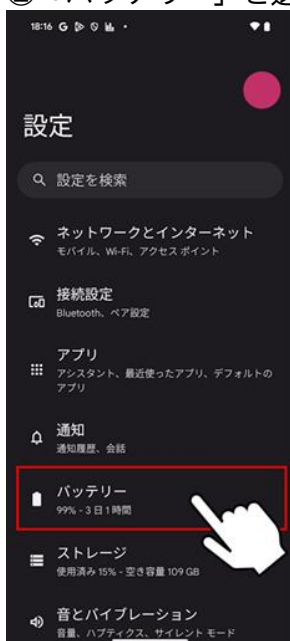 「バッテリー」を選
18:16
設定
設定を検索
ネットワークとインターネット
モバイル、Wi-Fi、アクセス ポイント
接続設定
Bluetooth、ペア設定
アプリ
アシスタント、最近使ったアプリ、デフォルトの
アプリ
通知
通知履歴、会話
バッテリー
99% - 3 日 1 時間
ストレージ
使用済み 15% - 空き容量 109 GB
音とバイブレーション
音量、ハプティクス、サイレント モード